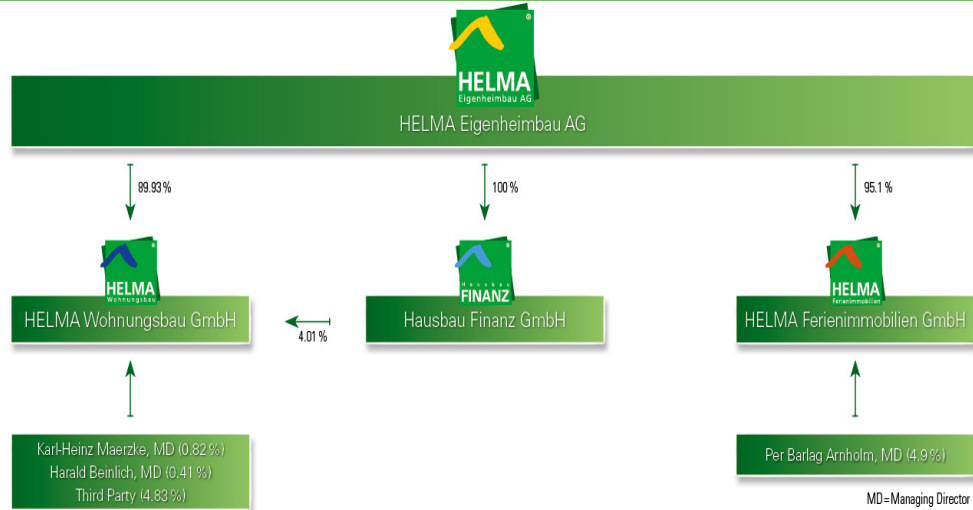 HELMA
Eigenheimbau AG
HELMA Eigenheimbau AG
89.93 %
100 %
95.1 %
HELMA
Wohnungsbau
Hausbau
FINANZ
HELMA
Ferienimmobilien
HELMA Wohnungsbau GmbH
4.01 %
Hausbau Finanz GmbH
HELMA Ferienimmobilien GmbH
Karl-Heinz Maerzke, MD (0.82 %)
Harald Beinlich, MD (0.41 %)
Third Party (4.83 %)
Per Barlag Arnholm, MD (4.9 %)
MD=Managing Director